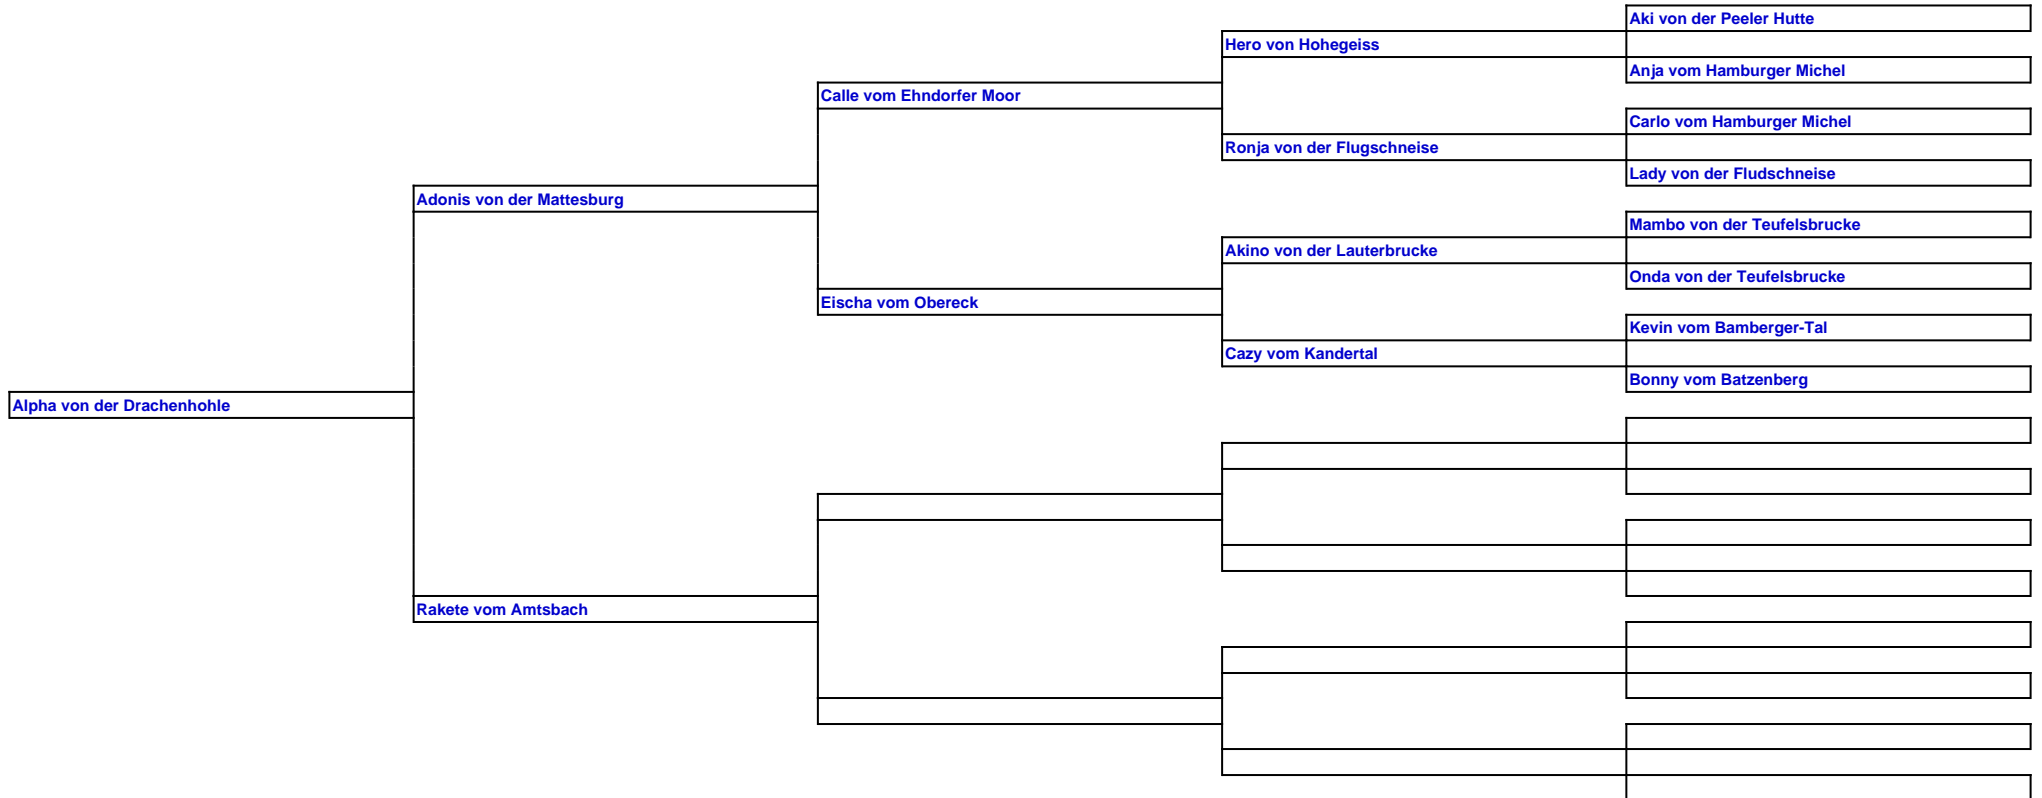 Aki von der Peeler Hutte
Hero von Hohegeiss
Anja vom Hamburger Michel
Calle vom Ehndorfer Moor
Carlo vom Hamburger Michel
Ronja von der Flugschneise
Lady von der Fludschneise
Adonis von der Mattesburg
Mambo von der Teufelsbrucke
Akino von der Lauterbrucke
Onda von der Teufelsbrucke
Eischa vom Obereck
Kevin vom Bamberger-Tal
Cazy vom Kandertal
Bonny vom Batzenberg
Alpha von der Drachenhohle
Rakete vom Amtsbach